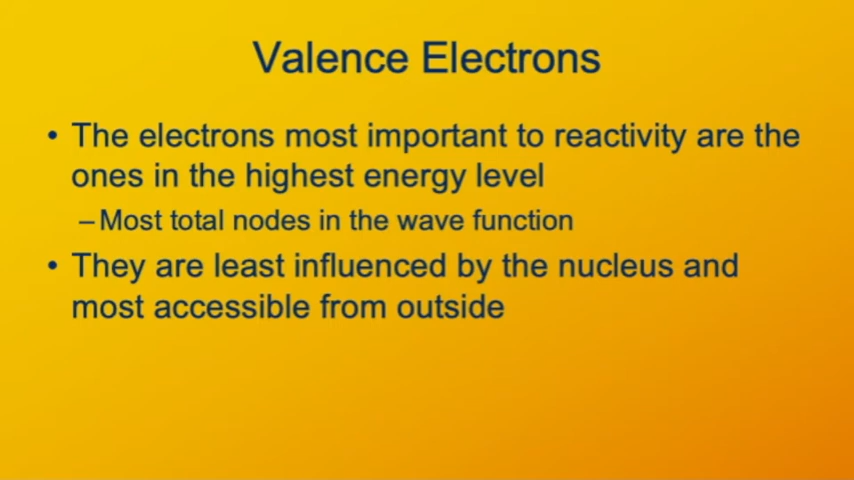 Valence Electrons
• The electrons most important to reactivity are the
ones in the highest energy level
– Most total nodes in the wave function
• They are least influenced by the nucleus and
most accessible from outside